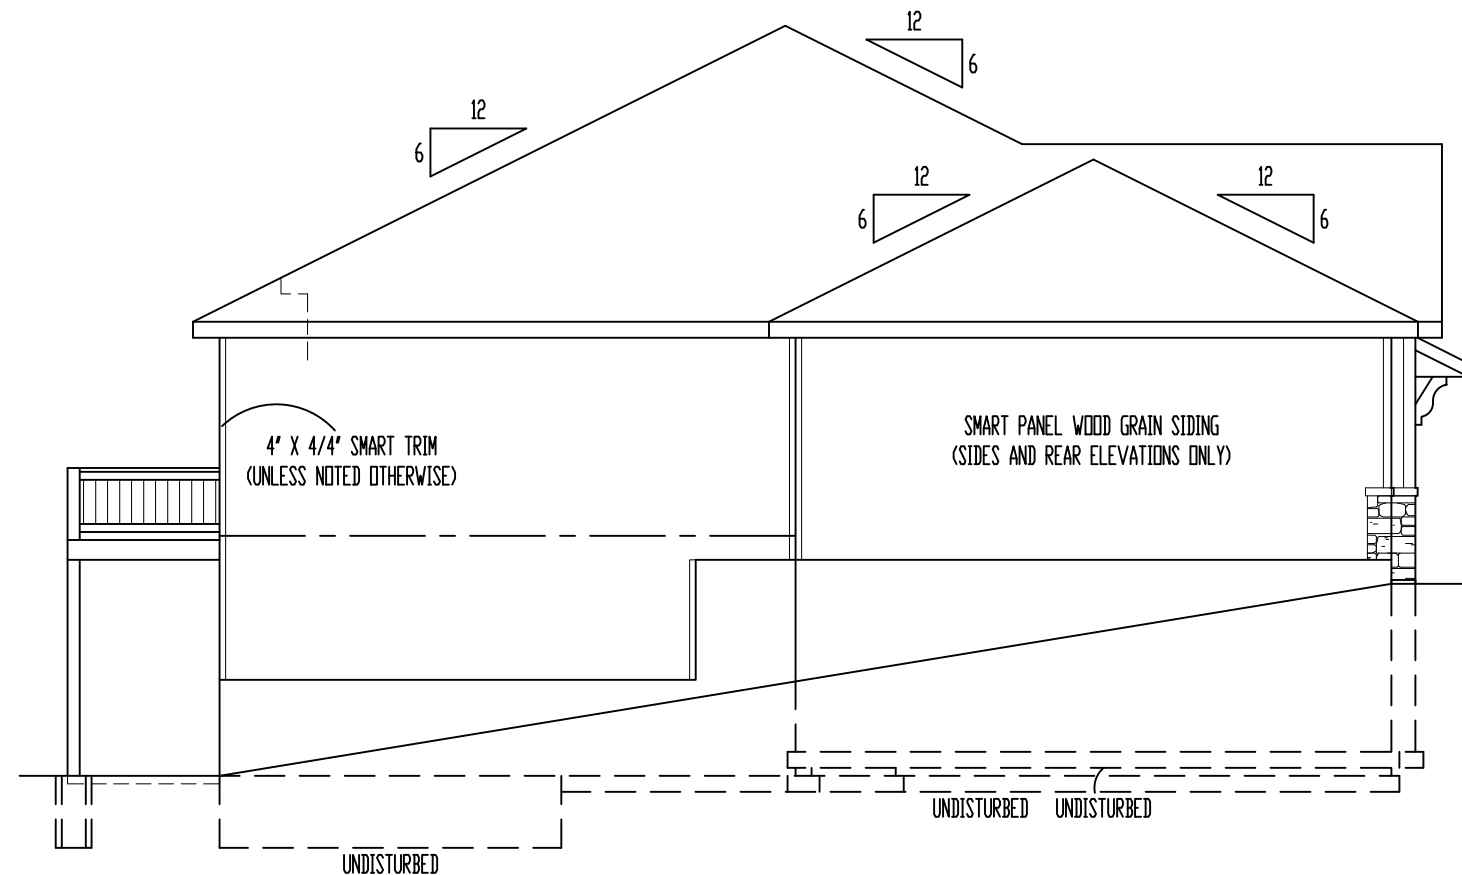 12
6
12
6
12
6
12
6
4" X 4/4" SMART TRIM
(UNLESS NOTED OTHERWISE)
SMART PANEL WOOD GRAIN SIDING
(SIDES AND REAR ELEVATIONS ONLY)
UNDISTURBED UNDISTURBED
UNDISTURBED